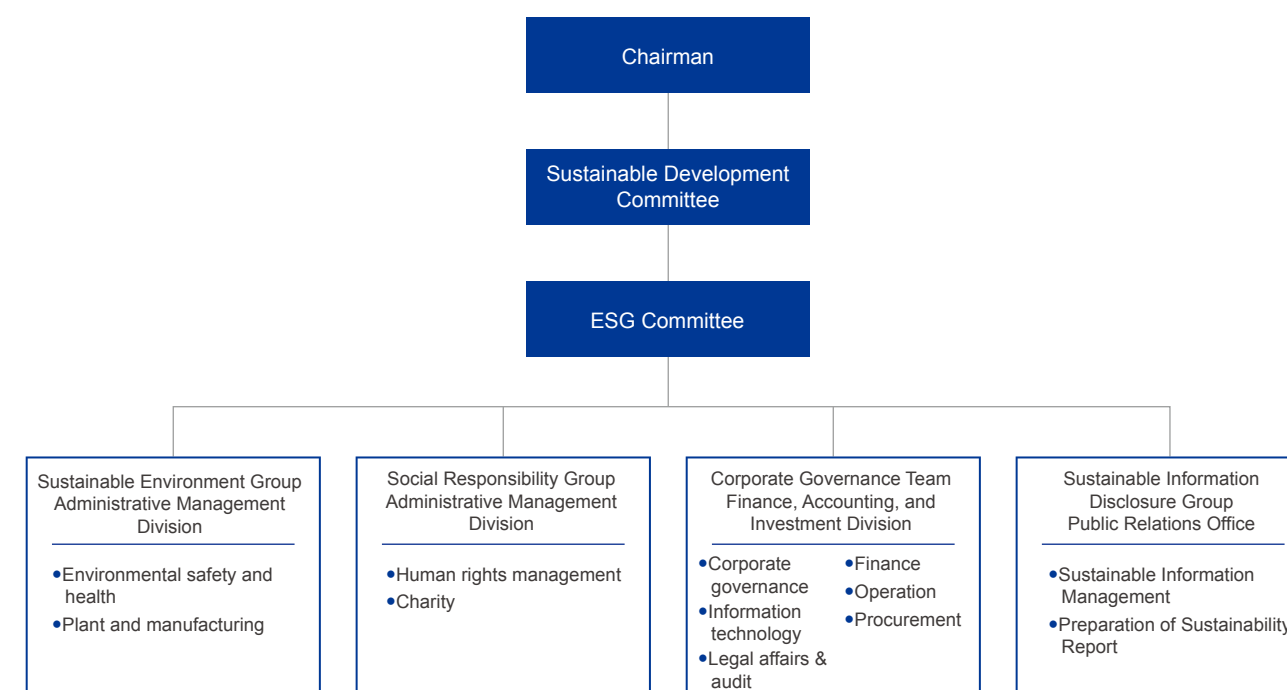 Chairman
Sustainable Development
Committee
ESG Committee
Sustainable Environment Group
Administrative Management
Division
•Environmental safety and
health
•Plant and manufacturing
Social Responsibility Group
Administrative Management
Division
•Human rights management
•Charity
Corporate Governance Team
Finance, Accounting, and
Investment Division
•Corporate
governance
•Information
technology
•Legal affairs &
audit
•Finance
•Operation
•Procurement
Sustainable Information
Disclosure Group
Public Relations Office
•Sustainable Information
Management
•Preparation of Sustainability
Report